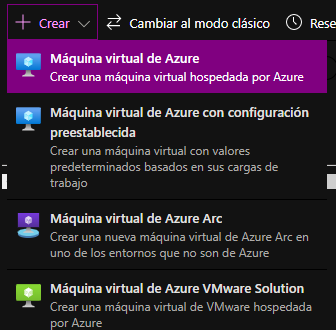 Crear
Cambiar al modo clásico
Rese
Máquina virtual de Azure
Crear una máquina virtual hospedada por Azure
Máquina virtual de Azure con configuración
preestablecida
Crear una máquina virtual con valores
predeterminados basados en sus cargas de
trabajo
Máquina virtual de Azure Arc
Crear una nueva máquina virtual de Azure Arc en
uno de los entornos que no son de Azure
Máquina virtual de Azure VMware Solution
Crear una máquina virtual de VMware hospedada
por Azure